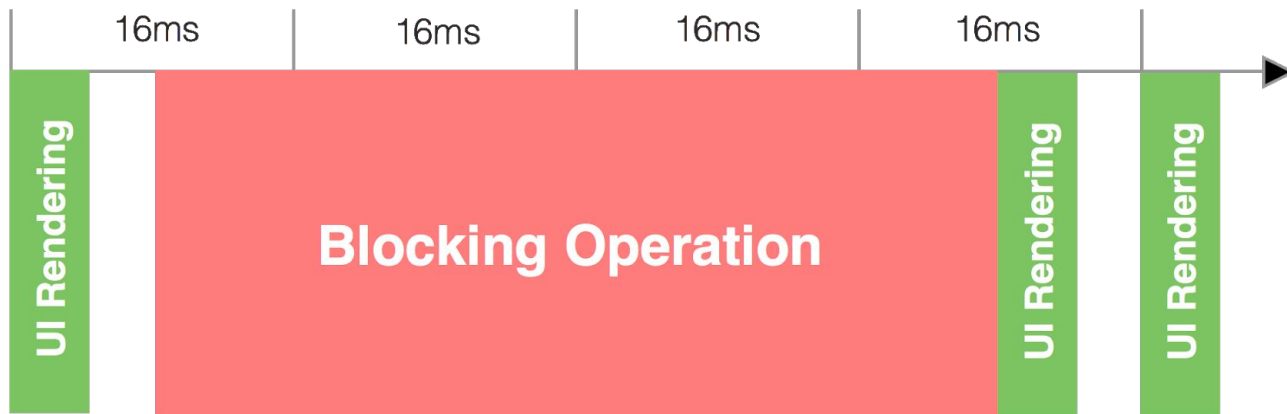 16ms
16ms
16ms
16ms
UI Rendering
Blocking Operation
UI Rendering
UI Rendering